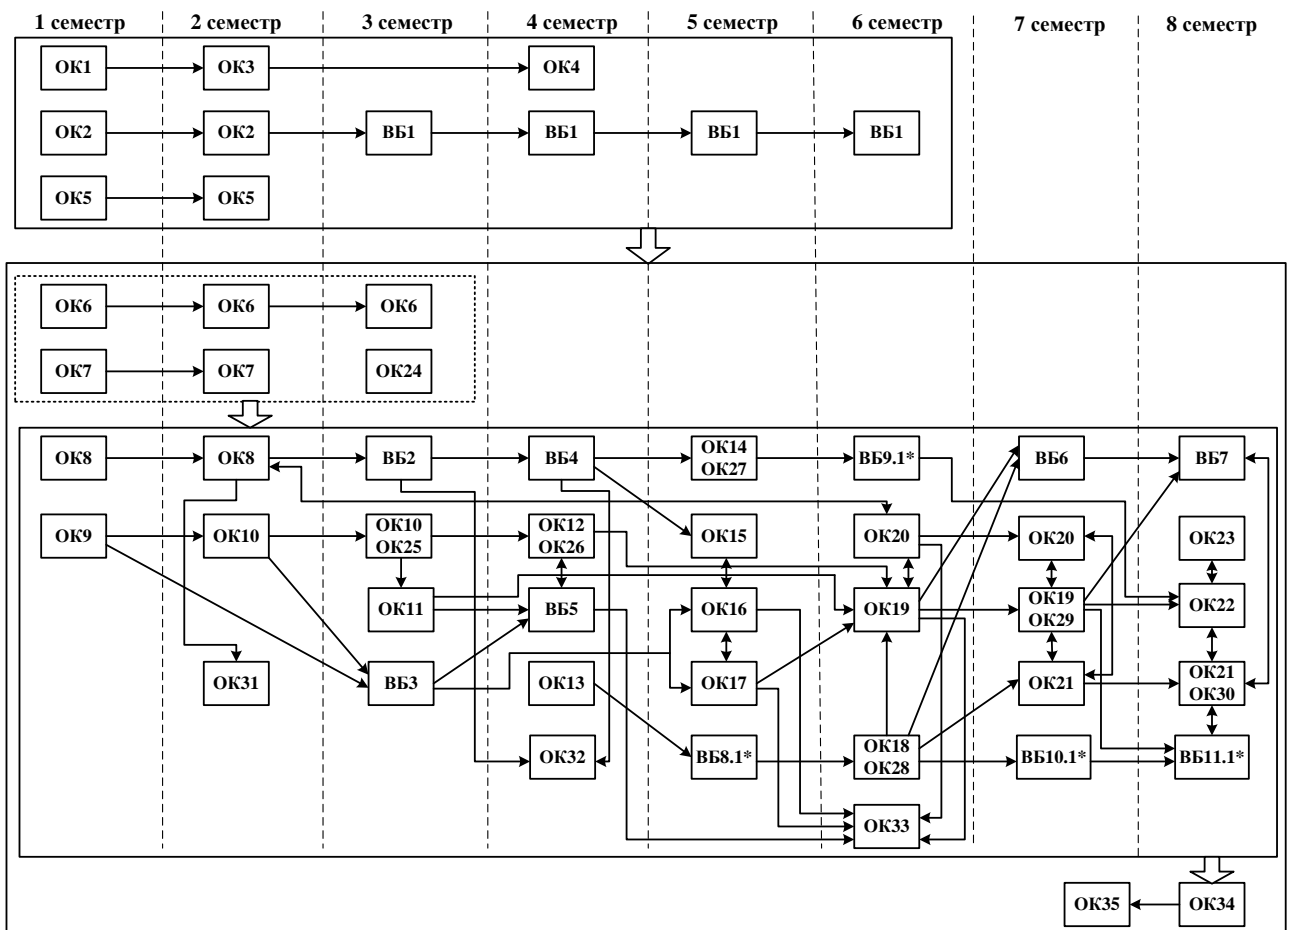 1 семестр 2 семестр 3 семестр 4 семестр 5 семестр 6 семестр 7 семестр 8 семестр
ОК1 ОК3 ОК4
ОК2 ОК2 ВБ1 ВБ1 ВБ1 ВБ1
ОК5 ОК5
ОК6 ОК6 ОК6
ОК7 ОК7 ОК24
ОК8 ОК8 ВБ2 ВБ4 ОК14 ВБ9.1* ВБ6 ВБ7
ОК27
ОК9 ОК10 ОК10 ОК12 ОК15 ОК20 ОК20 ОК23
ОК25 ОК26
ОК11 ВБ5 ОК16 ОК19 ОК19 ОК22
ОК29
ОК31 ВБ3 ОК13 ОК17 ОК21 ОК21
ОК30
ОК32 ВБ8.1* ОК18 ВБ10.1* ВБ11.1*
ОК28
ОК33
ОК35 ОК34